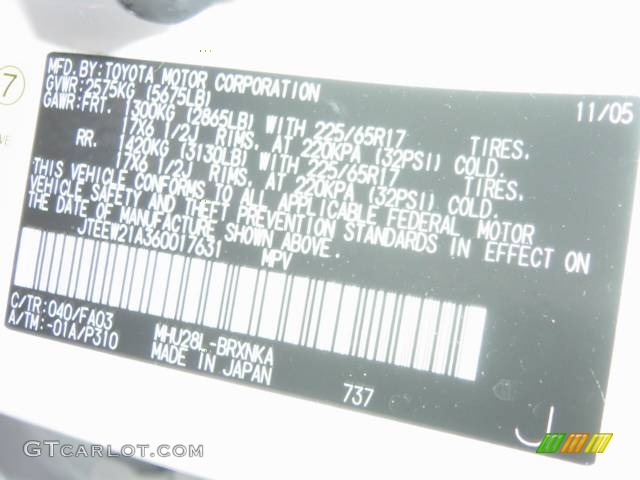 7
MFD. BY: TOYOTA MOTOR CORPORATION 11/05
GVWR: 2575KG (5675LB)
GAWR: FRT. 1300KG (2865LB) WITH 225/65R17 TIRES,
17X6 1/2J RIMS, AT 220KPA (32PSI) COLD.
RR. 1420KG (3130LB) WITH 225/65R17 TIRES,
17X6 1/2J RIMS, AT 220KPA (32PSI) COLD.
THIS VEHICLE CONFORMS TO ALL APPLICABLE FEDERAL MOTOR
VEHICLE SAFETY AND THEFT PREVENTION STANDARDS IN EFFECT ON
THE DATE OF MANUFACTURE SHOWN ABOVE.
JTEEW21A360017631 MPV
C/TR: 040/FA03 MHU28L-BRXNKA
A/TM: -01A/P310 MADE IN JAPAN
737
GTcarlot.com